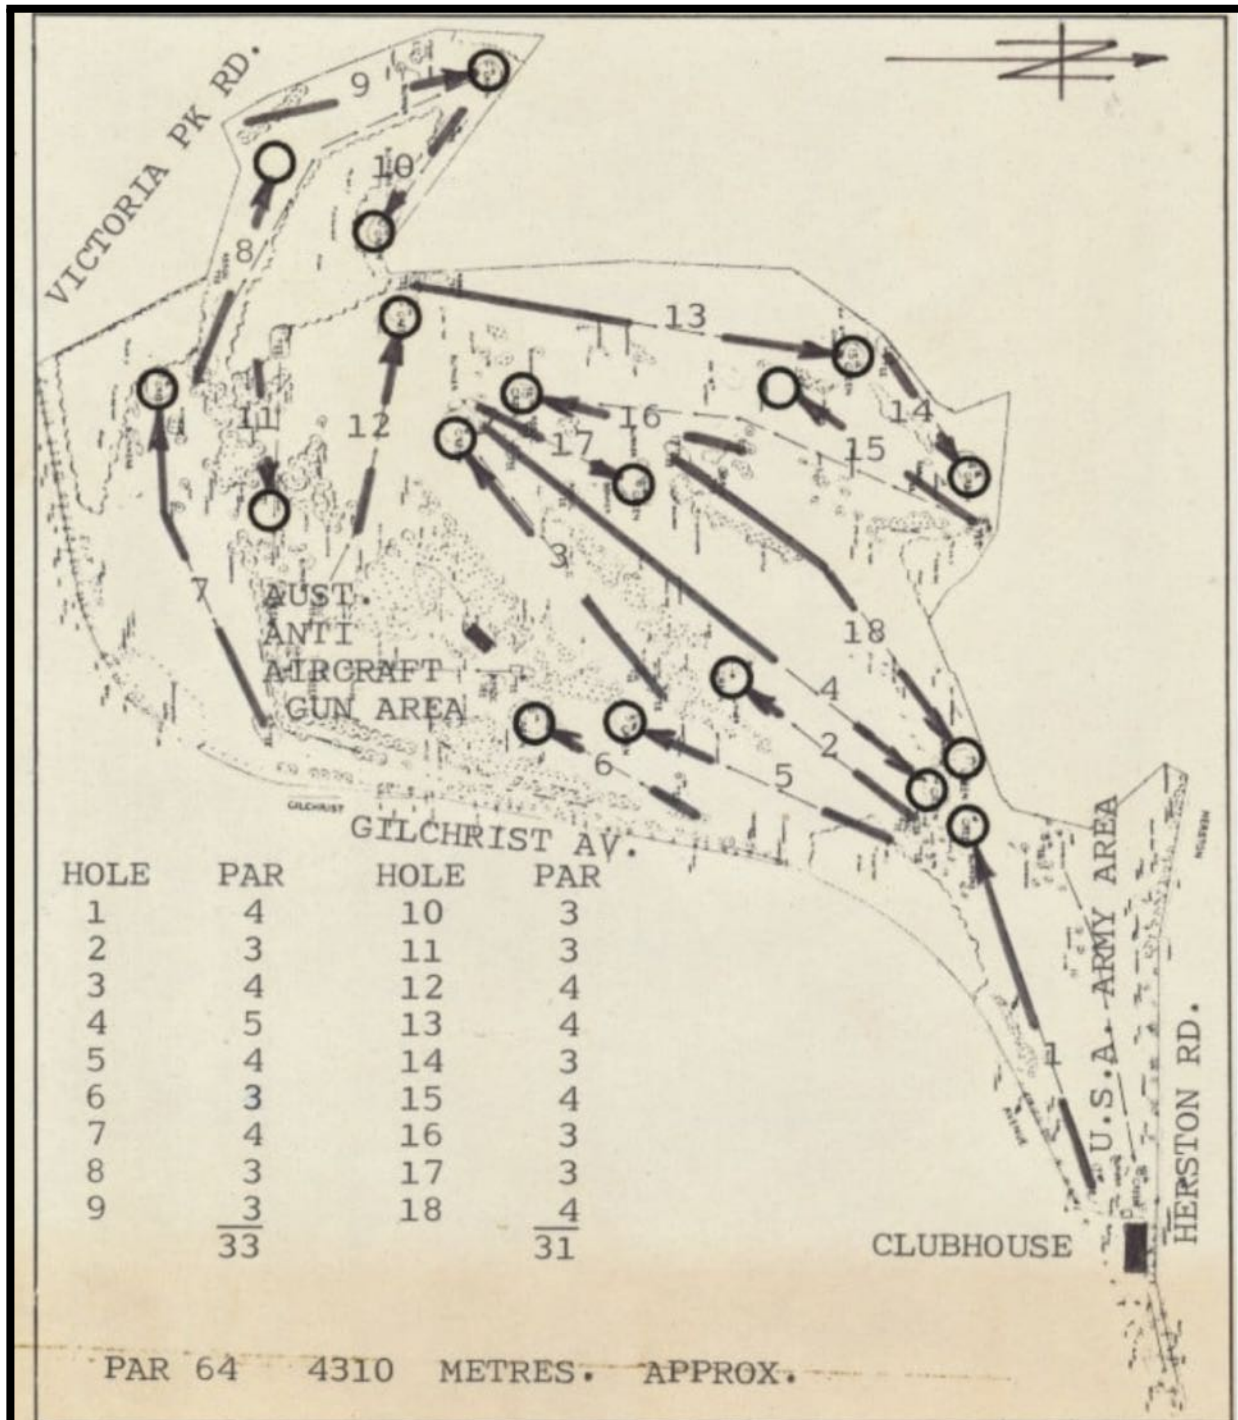 VICTORIA PK RD.
N
9
10
8
13
14
16
15
11
12
17
3
7
18
AUST.
ANTI
AIRCRAFT
GUN AREA
4
2
6
5
GILCHRIST
GILCHRIST AV.
U.S.A. ARMY AREA
HERSTON RD.
1
AVENUE
HOLE PAR HOLE PAR
1 4 10 3
2 3 11 3
3 4 12 4
4 5 13 4
5 4 14 3
6 3 15 4
7 4 16 3
8 3 17 3
9 3 18 4
33 31
CLUBHOUSE
PAR 64 4310 METRES. APPROX.